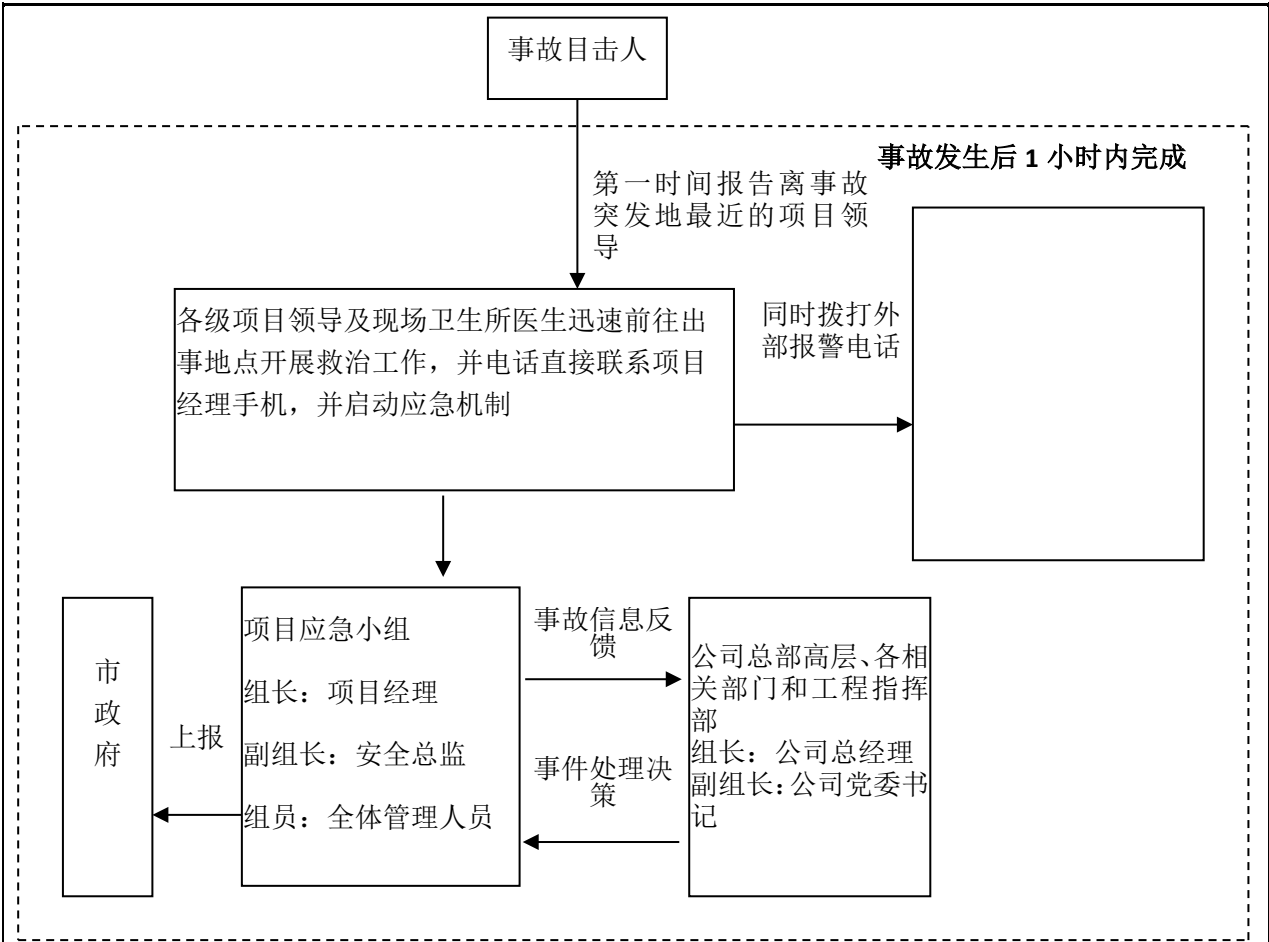 事故目击人
事故发生后 1 小时内完成
第一时间报告离事故
突发地最近的项目领
导
各级项目领导及现场卫生所医生迅速前往出
事地点开展救治工作，并电话直接联系项目
经理手机，并启动应急机制
同时拨打外
部报警电话
市
政
府
上报
项目应急小组
组长：项目经理
副组长：安全总监
组员：全体管理人员
事故信息反
馈
事件处理决
策
公司总部高层、各相
关部门和工程指挥
部
组长：公司总经理
副组长：公司党委书
记